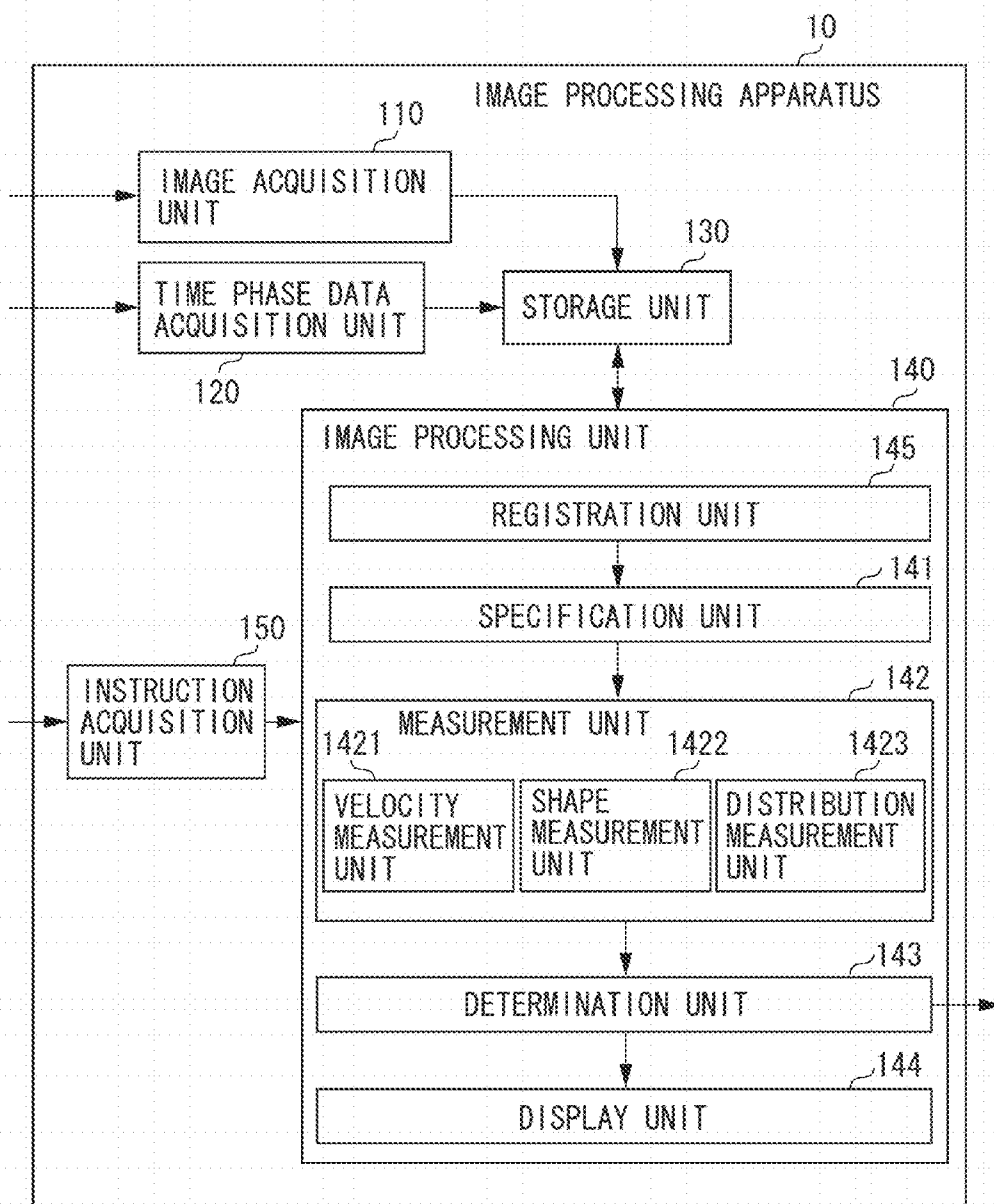 10
IMAGE PROCESSING APPARATUS
110
IMAGE ACQUISITION
UNIT
130
TIME PHASE DATA
ACQUISITION UNIT
STORAGE UNIT
120
140
IMAGE PROCESSING UNIT
145
REGISTRATION UNIT
141
SPECIFICATION UNIT
150
INSTRUCTION
ACQUISITION
UNIT
142
MEASUREMENT UNIT
1421
1422
1423
VELOCITY
MEASUREMENT
UNIT
SHAPE
MEASUREMENT
UNIT
DISTRIBUTION
MEASUREMENT
UNIT
143
DETERMINATION UNIT
144
DISPLAY UNIT